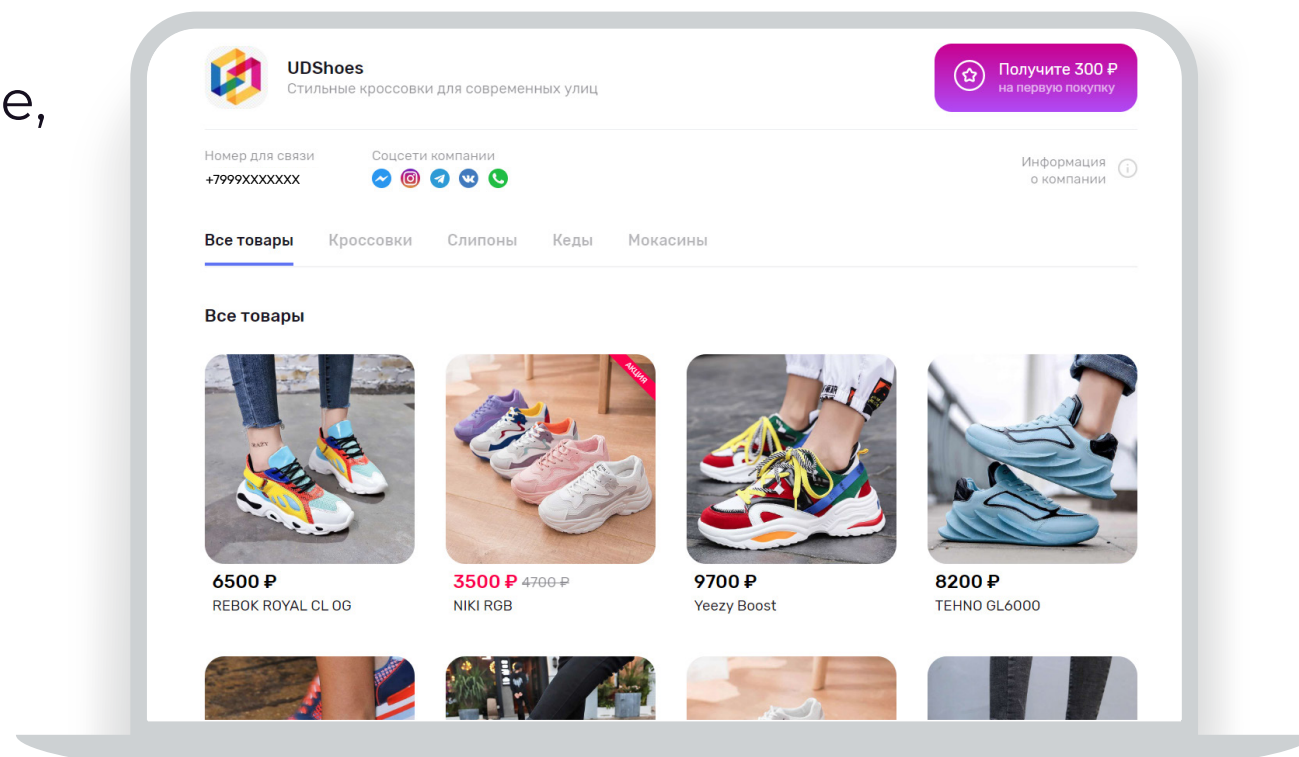 е,
UDShoes
Стильные кроссовки для современных улиц
Получите 300 ₽
на первую покупку
Номер для связи
+7999XXXXXXX
Соцсети компании
Информация
о компании
Все товары Кроссовки Слипоны Кеды Мокасины
Все товары
АКЦИЯ
6500 ₽
REBOK ROYAL CL OG
3500 ₽ 4700 ₽
NIKI RGB
9700 ₽
Yeezy Boost
8200 ₽
TEHNO GL6000